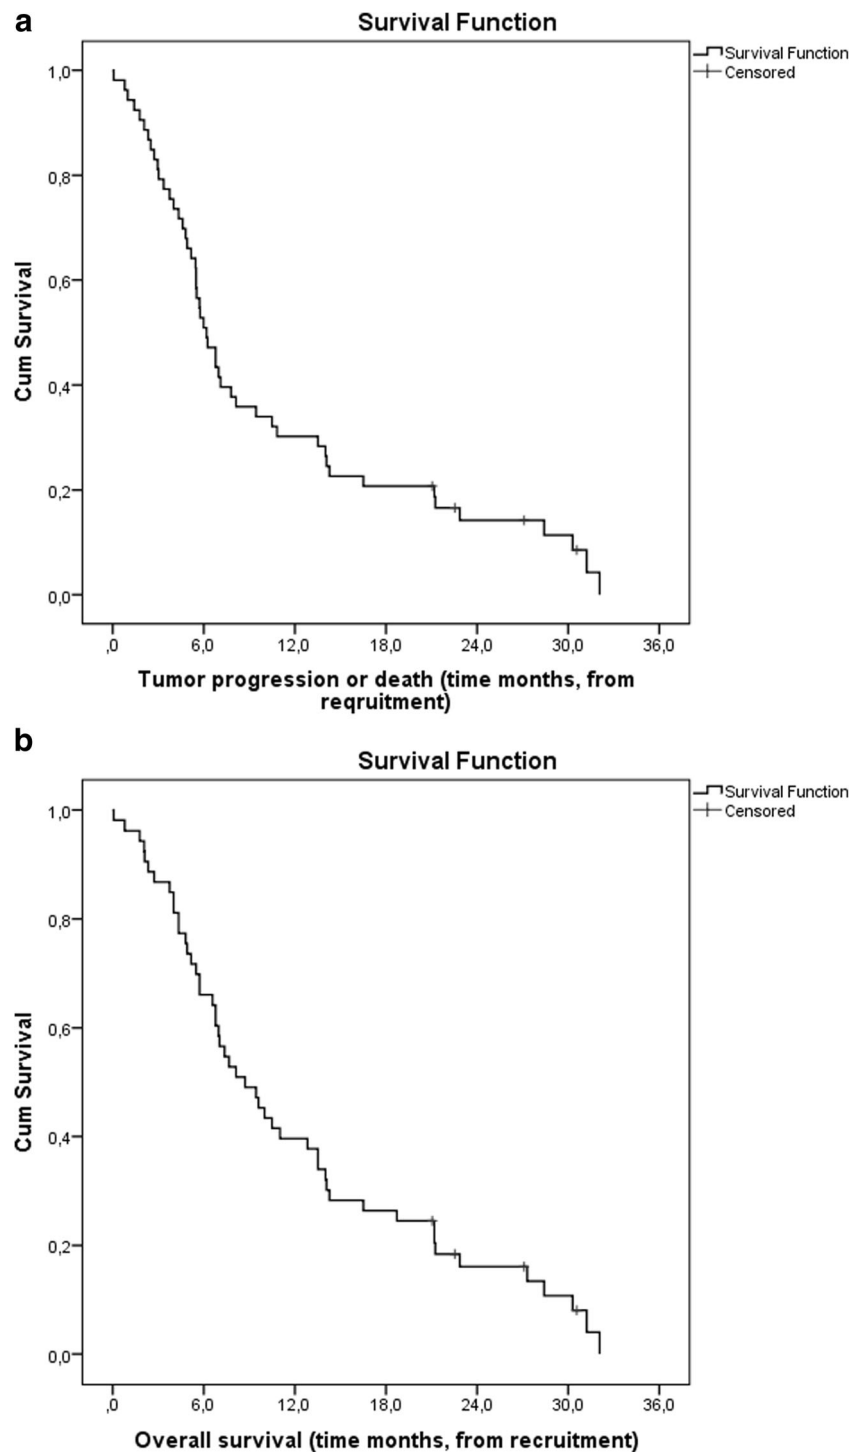 a
Survival Function
Survival Function
Censored
1,0
0,8
0,6
0,4
0,2
0,0
Cum Survival
,0 6,0 12,0 18,0 24,0 30,0 36,0
Tumor progression or death (time months, from
reqruitment)
b
Survival Function
Survival Function
Censored
1,0
0,8
0,6
0,4
0,2
0,0
Cum Survival
,0 6,0 12,0 18,0 24,0 30,0 36,0
Overall survival (time months, from recruitment)